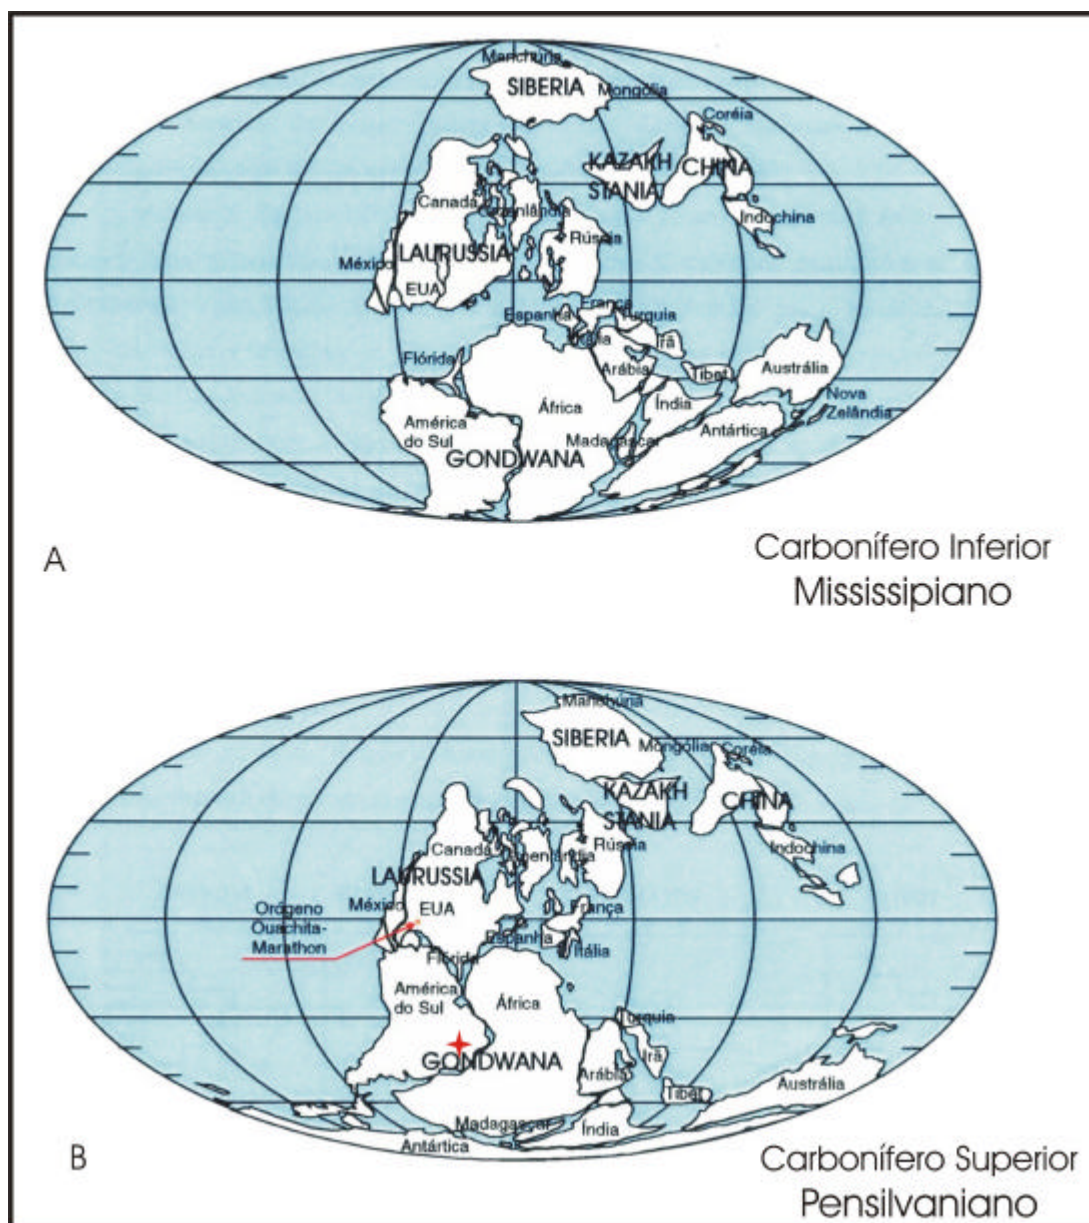 Manchúria
SIBERIA
Mongólia
Coréia
KAZAKH
STANIA
CHINA
Canadá
Groenlândia
Indochina
Rússia
LAURUSSIA
México
EUA
França
Espanha
Turquia
Itália
Irã
Flórida
Arábia
Tibet
Austrália
Índia
Nova
Zelândia
América
do Sul
África
Madagascar
Antártica
GONDWANA
A
Carbonífero Inferior
Mississipiano
Manchúria
SIBERIA
Mongólia
Coréia
KAZAKH
STANIA
CHINA
Canadá
Groenlândia
Rússia
Indochina
LAURUSSIA
México
EUA
França
Orógeno
Ouachita-
Marathon
Espanha
Itália
Flórida
América
do Sul
África
Turquia
GONDWANA
Irã
Arábia
Tibet
Austrália
Madagascar
Índia
Antártica
B
Carbonífero Superior
Pensilvaniano